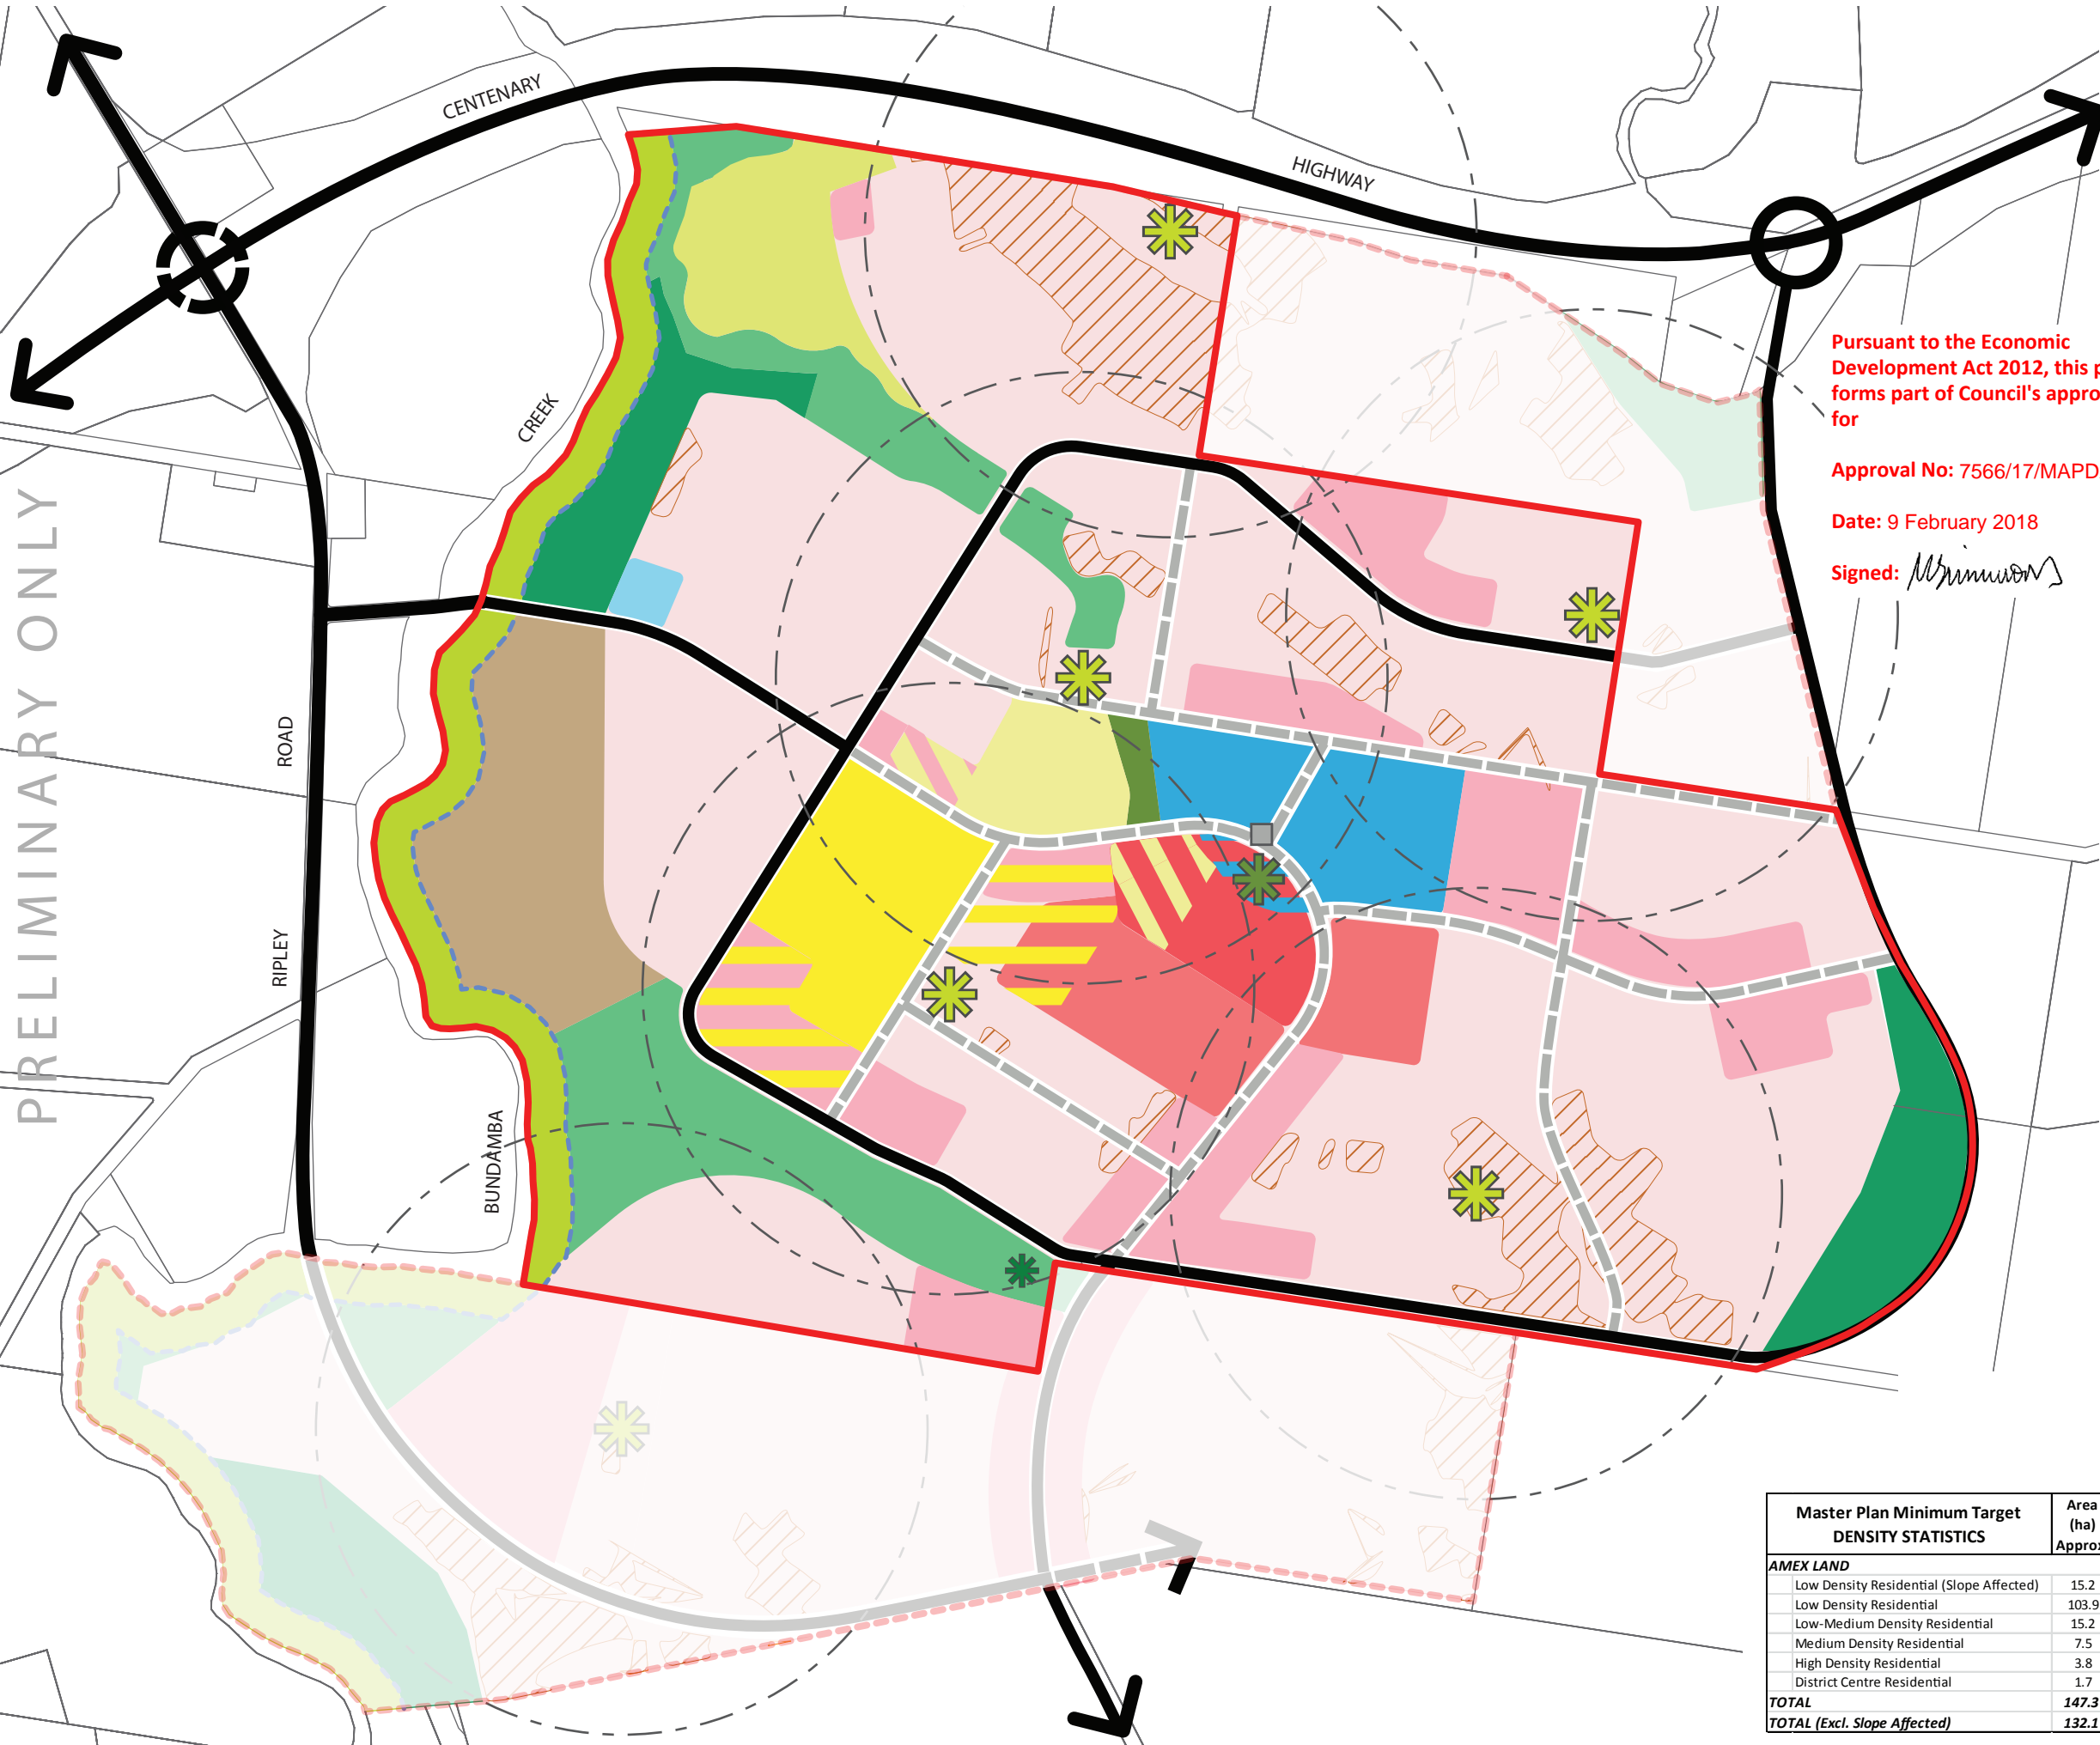 CENTENARY
HIGHWAY
CREEK
PRELIMINARY ONLY
ROAD
RIPLEY
BUNDAMBA
Pursuant to the Economic
Development Act 2012, this p
forms part of Council's appro
for
Approval No: 7566/17/MAPD
Date: 9 February 2018
Signed:
Master Plan Minimum Target
DENSITY STATISTICS
Area
(ha)
Approx
AMEX LAND
Low Density Residential (Slope Affected) 15.2
Low Density Residential 103.9
Low-Medium Density Residential 15.2
Medium Density Residential 7.5
High Density Residential 3.8
District Centre Residential 1.7
TOTAL 147.3
TOTAL (Excl. Slope Affected) 132.1